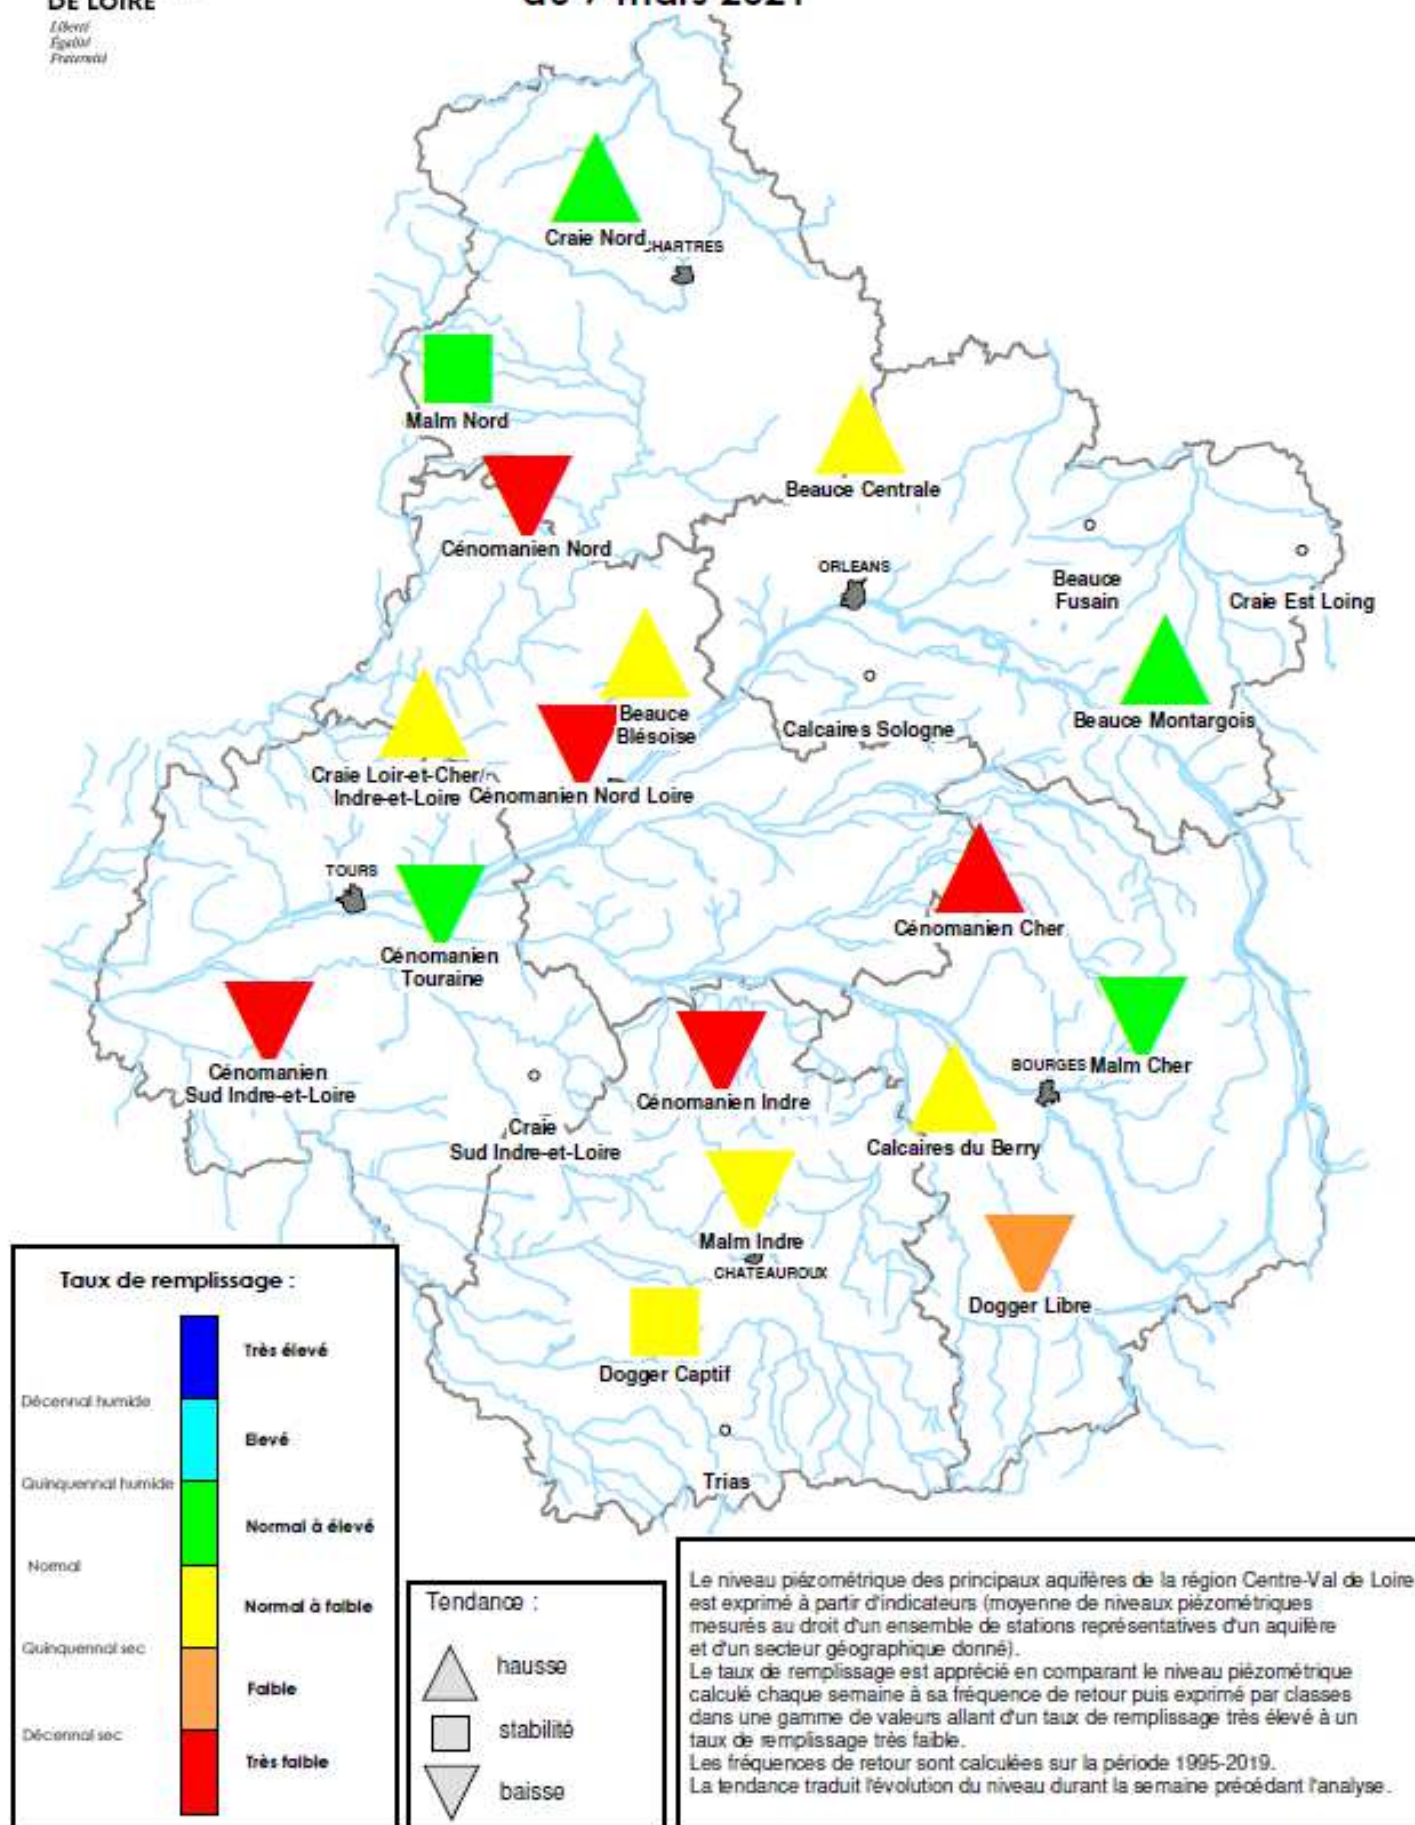 DE LOIRE
Liberté
Égalité
Fraternité
Craie Nord
CHARTRES
Malm Nord
Beauce Centrale
Cénomanien Nord
ORLEANS
Beauce
Fusain
Craie Est Loing
Beauce
Blésoise
Calcaires Sologne
Beauce Montargois
Craie Loir-et-Cher/
Indre-et-Loire
Cénomanien Nord Loire
TOURS
Cénomanien
Touraine
Cénomanien Cher
Cénomanien
Sud Indre-et-Loire
Cénomanien Indre
BOURGES
Malm Cher
Craie
Sud Indre-et-Loire
Calcaires du Berry
Malm Indre
CHATEAUROUX
Dogger Libre
Dogger Captif
Trias
Taux de remplissage :
Très élevé
Décennal humide
Elevé
Quinquennal humide
Normal à élevé
Normal
Normal à faible
Quinquennal sec
Faible
Décennal sec
Très faible
Tendance :
hausse
stabilité
baisse
Le niveau piézométrique des principaux aquifères de la région Centre-Val de Loire
est exprimé à partir d'indicateurs (moyenne de niveaux piézométriques
mesurés au droit d'un ensemble de stations représentatives d'un aquifère
et d'un secteur géographique donné).
Le taux de remplissage est apprécié en comparant le niveau piézométrique
calculé chaque semaine à sa fréquence de retour puis exprimé par classes
dans une gamme de valeurs allant d'un taux de remplissage très élevé à un
taux de remplissage très faible.
Les fréquences de retour sont calculées sur la période 1995-2019.
La tendance traduit l'évolution du niveau durant la semaine précédant l'analyse.